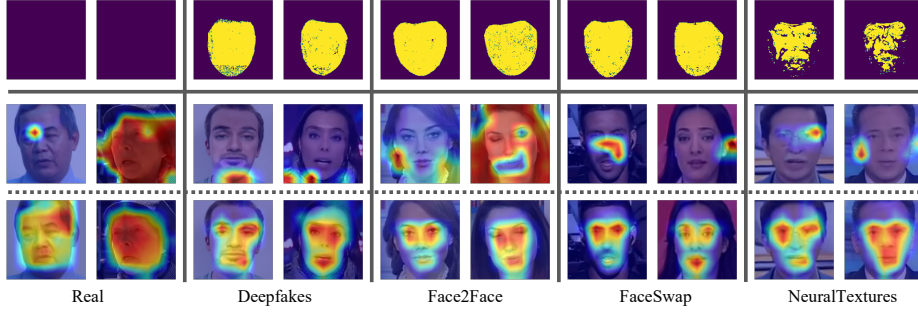 Real
Deepfakes
Face2Face
FaceSwap
NeuralTextures